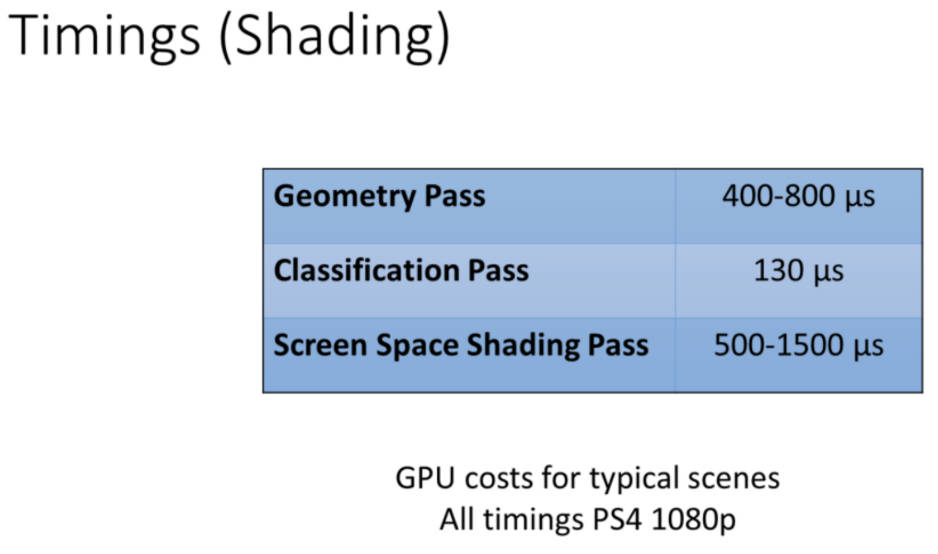 Timings (Shading)
Geometry Pass 400-800 µs
Classification Pass 130 µs
Screen Space Shading Pass 500-1500 µs
GPU costs for typical scenes
All timings PS4 1080p